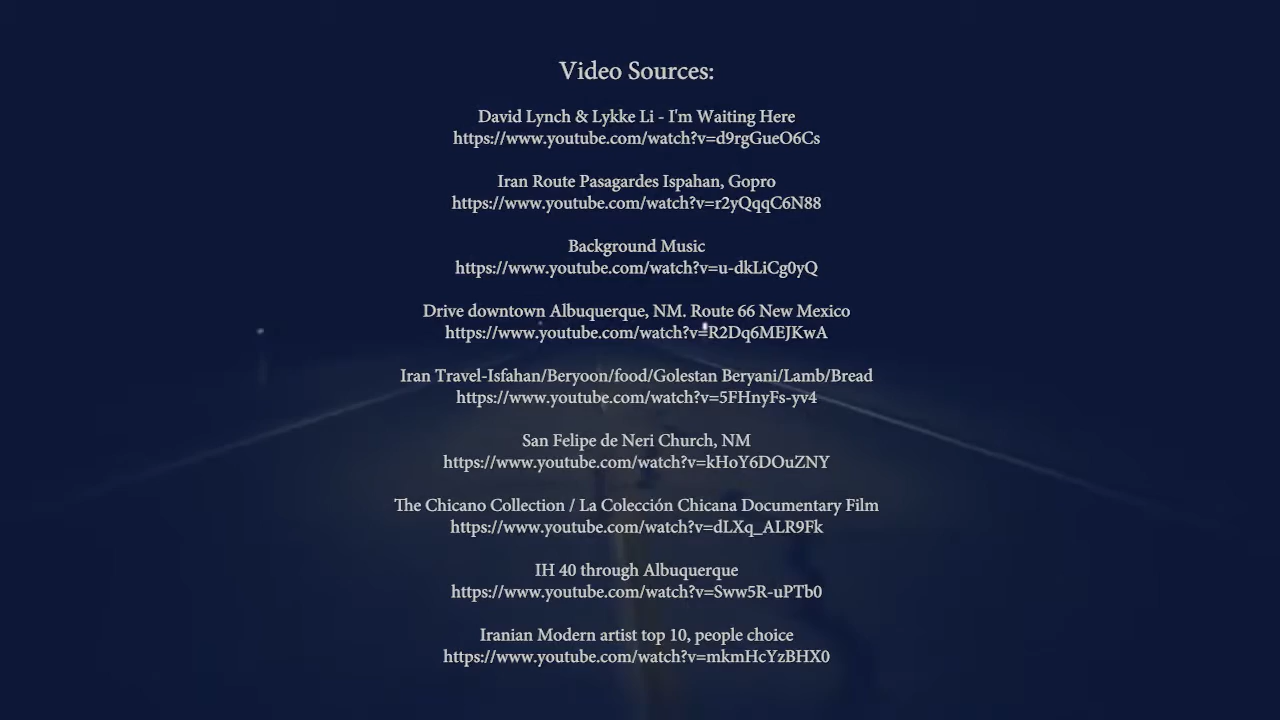 Video Sources:
David Lynch & Lykke Li - I'm Waiting Here
https://www.youtube.com/watch?v=d9rgGueO6Cs
Iran Route Pasagardes Ispahan, Gopro
https://www.youtube.com/watch?v=r2yQqqC6N88
Background Music
https://www.youtube.com/watch?v=u-dkLiCg0yQ
Drive downtown Albuquerque, NM. Route 66 New Mexico
https://www.youtube.com/watch?v=R2Dq6MEJKwA
Iran Travel-Isfahan/Beryoon/food/Golestan Beryani/Lamb/Bread
https://www.youtube.com/watch?v=5FHnyFs-yv4
San Felipe de Neri Church, NM
https://www.youtube.com/watch?v=kHoY6DOuZNY
The Chicano Collection / La Colección Chicana Documentary Film
https://www.youtube.com/watch?v=dLXq_ALR9Fk
IH 40 through Albuquerque
https://www.youtube.com/watch?v=Sww5R-uPTb0
Iranian Modern artist top 10, people choice
https://www.youtube.com/watch?v=mkmHcYzBHX0